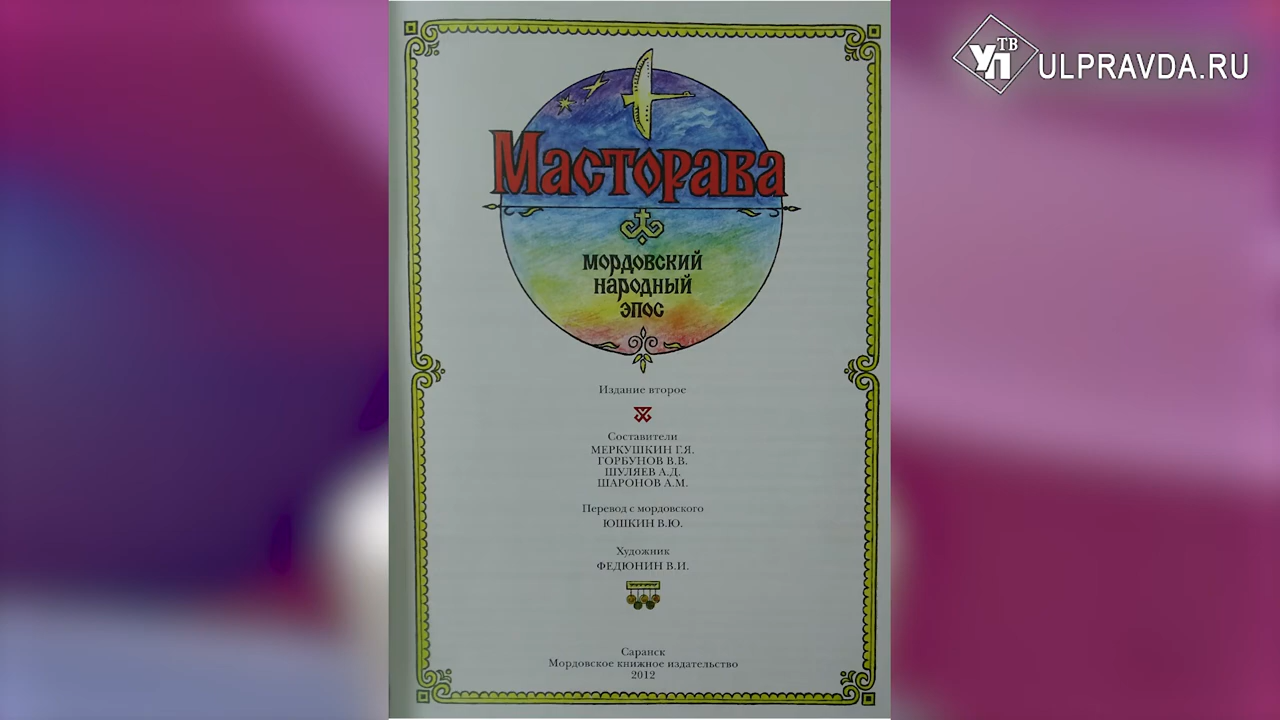 УП ТВ
ULPRAVDA.RU
Масторава
мордовский
народный
эпос
Издание второе
Составители
МЕРКУШКИН Г.Я.
ГОРБУНОВ В.В.
ШУЛЯЕВ А.Д.
ШАРОНОВ А.М.
Перевод с мордовского
ЮШКИН В.Ю.
Художник
ФЕДЮНИН В.И.
Саранск
Мордовское книжное издательство
2012